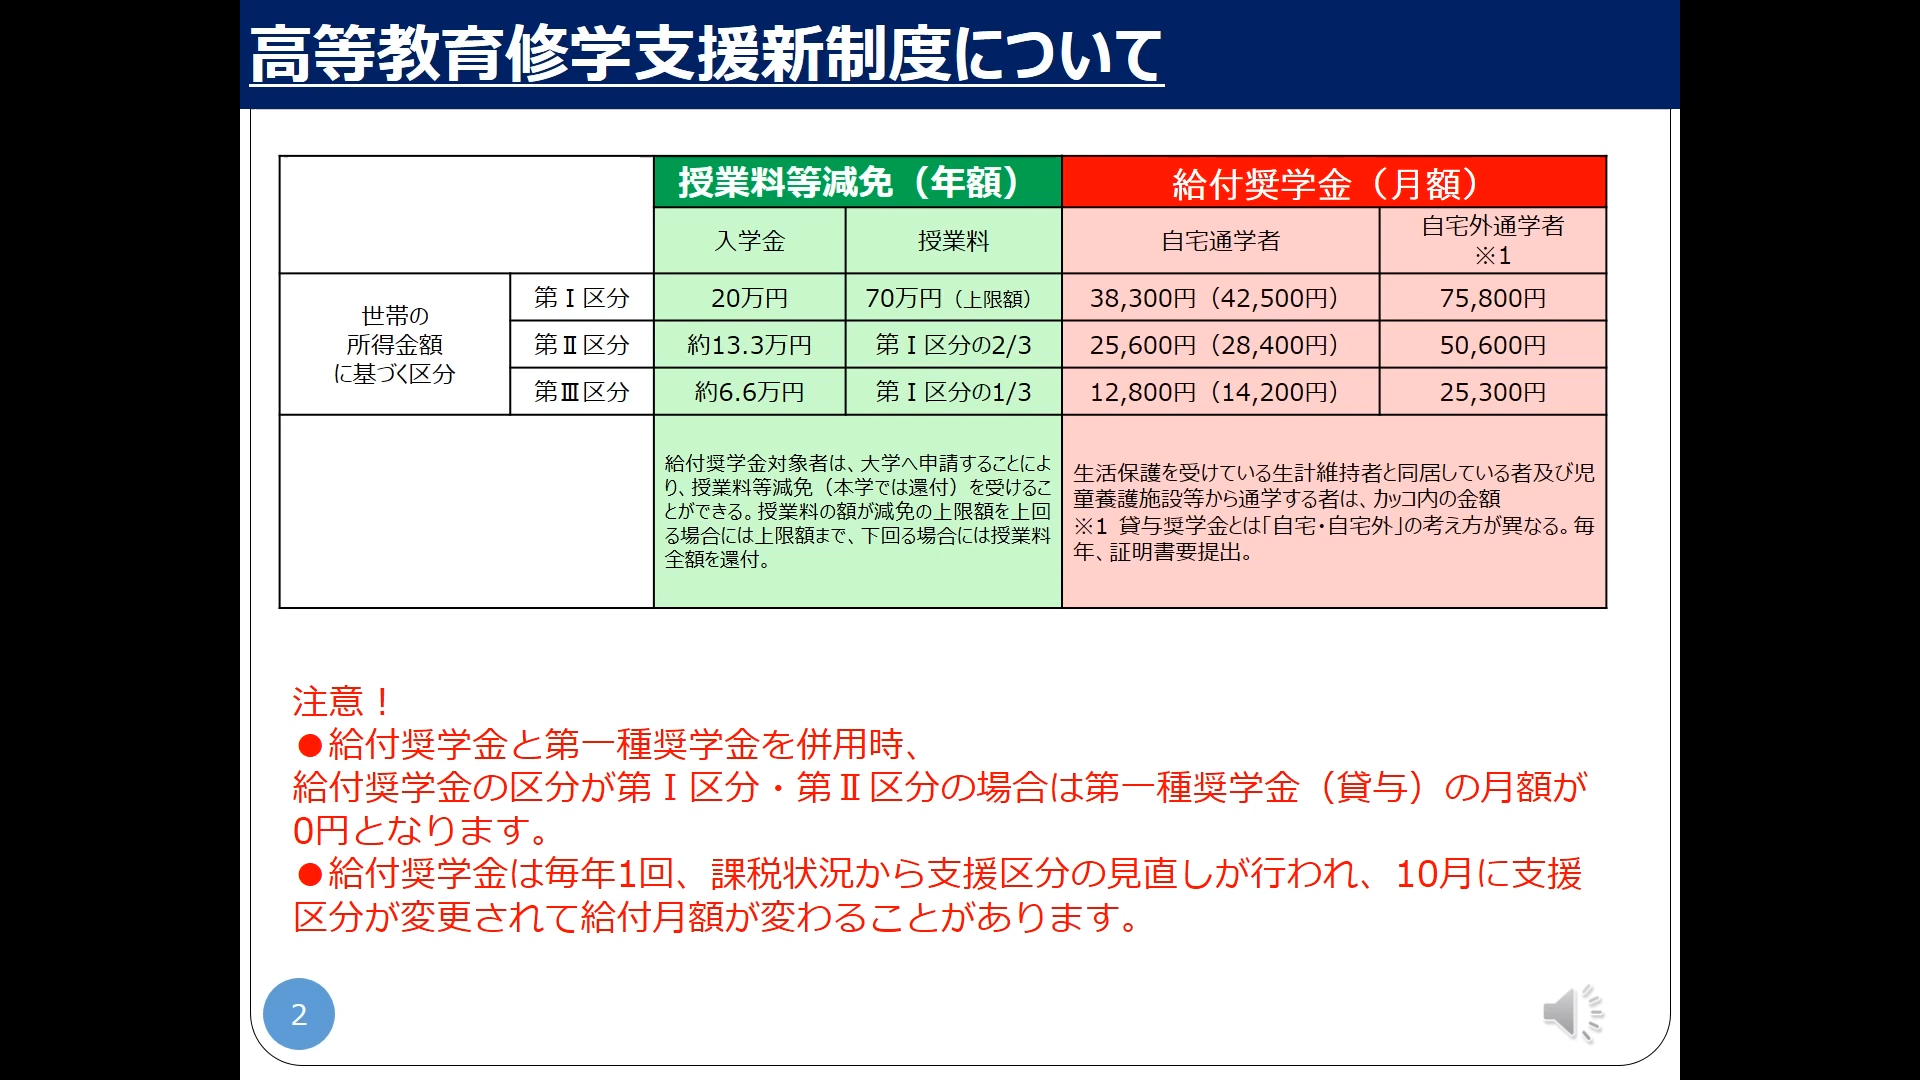 高等教育修学支援新制度について
授業料等減免（年額）
給付奨学金（月額）
入学金
授業料
自宅通学者
自宅外通学者
※1
世帯の
所得金額
に基づく区分
第Ⅰ区分
20万円
70万円（上限額）
38,300円（42,500円）
75,800円
第Ⅱ区分
約13.3万円
第Ⅰ区分の2/3
25,600円（28,400円）
50,600円
第Ⅲ区分
約6.6万円
第Ⅰ区分の1/3
12,800円（14,200円）
25,300円
給付奨学金対象者は、大学へ申請することによ
り、授業料等減免（本学では還付）を受けるこ
とができる。授業料の額が減免の上限額を上回
る場合には上限額まで、下回る場合には授業料
全額を還付。
生活保護を受けている生計維持者と同居している者及び児
童養護施設等から通学する者は、カッコ内の金額
※1 貸与奨学金とは「自宅・自宅外」の考え方が異なる。毎
年、証明書要提出。
注意！
●給付奨学金と第一種奨学金を併用時、
給付奨学金の区分が第Ⅰ区分・第Ⅱ区分の場合は第一種奨学金（貸与）の月額が
0円となります。
●給付奨学金は毎年1回、課税状況から支援区分の見直しが行われ、10月に支援
区分が変更されて給付月額が変わることがあります。
2